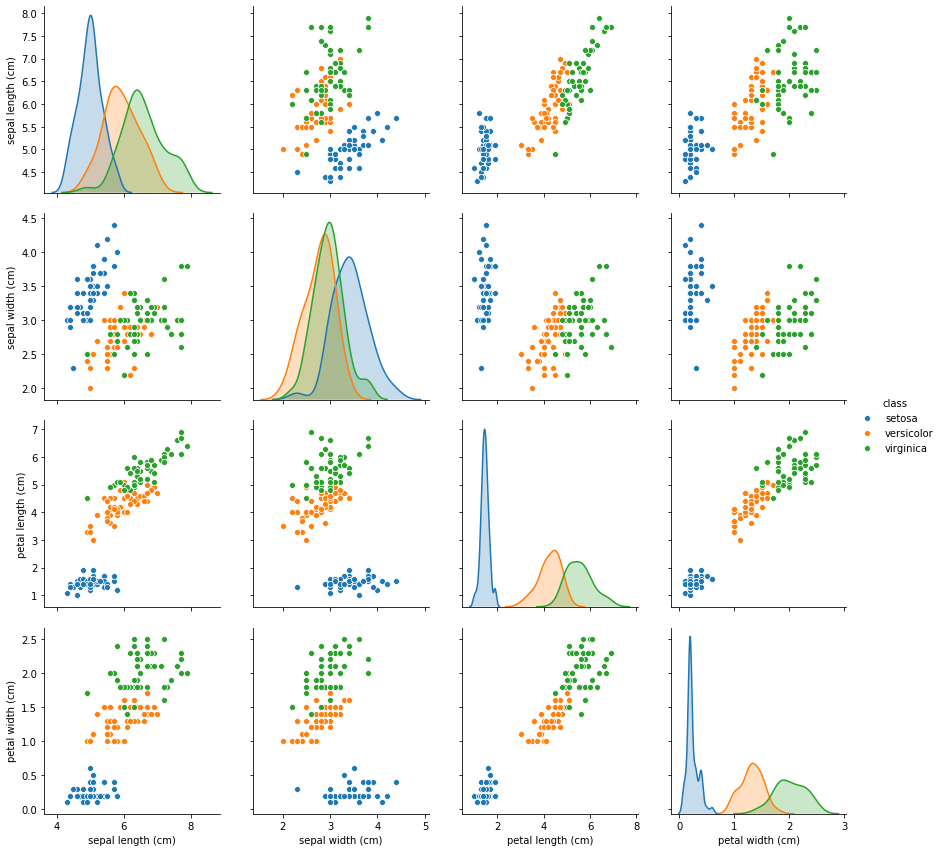 8.0
7.5
7.0
6.5
6.0
5.5
5.0
4.5
sepal length (cm)
4.5
4.0
3.5
3.0
2.5
2.0
sepal width (cm)
class
setosa
versicolor
virginica
7
6
5
4
3
2
1
petal length (cm)
2.5
2.0
1.5
1.0
0.5
0.0
petal width (cm)
4 6 8
2 3 4 5
2 4 6 8
0 1 2 3
sepal length (cm) sepal width (cm) petal length (cm) petal width (cm)